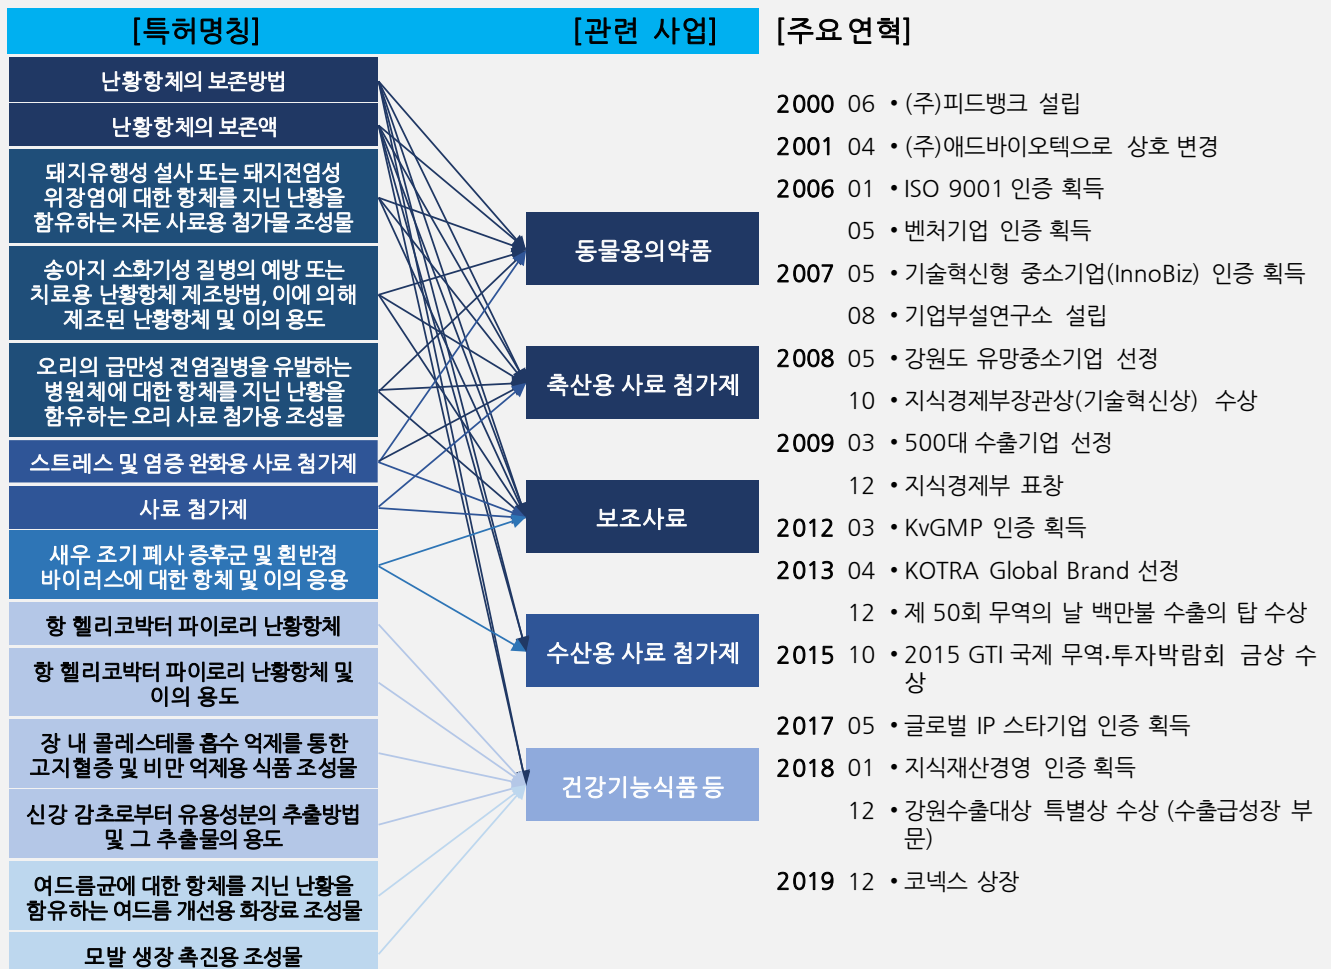 [특허명칭]
난황항체의 보존방법
난황항체의 보존액
돼지유행성 설사 또는 돼지전염성
위장염에 대한 항체를 지닌 난황을
함유하는 자돈 사료용 첨가물 조성물
송아지 소화기성 질병의 예방 또는
치료용 난황항체 제조방법, 이에 의해
제조된 난황항체 및 이의 용도
오리의 급만성 전염질병을 유발하는
병원체에 대한 항체를 지닌 난황을
함유하는 오리 사료 첨가용 조성물
스트레스 및 염증 완화용 사료 첨가제
사료 첨가제
새우 조기 폐사 증후군 및 흰반점
바이러스에 대한 항체 및 이의 응용
항 헬리코박터 파이로리 난황항체
항 헬리코박터 파이로리 난황항체 및
이의 용도
장 내 콜레스테롤 흡수 억제를 통한
고지혈증 및 비만 억제용 식품 조성물
신강 감초로부터 유용성분의 추출방법
및 그 추출물의 용도
여드름균에 대한 항체를 지닌 난황을
함유하는 여드름 개선용 화장료 조성물
모발 생장 촉진용 조성물
[관련 사업]
동물용의약품
축산용 사료 첨가제
보조사료
수산용 사료 첨가제
건강기능식품 등
[주요 연혁]
2000 06 • (주)피드뱅크 설립
2001 04 • (주)애드바이오텍으로 상호 변경
2006 01 • ISO 9001 인증 획득
05 • 벤처기업 인증 획득
2007 05 • 기술혁신형 중소기업(InnoBiz) 인증 획득
08 • 기업부설연구소 설립
2008 05 • 강원도 유망중소기업 선정
10 • 지식경제부장관상(기술혁신상) 수상
2009 03 • 500대 수출기업 선정
12 • 지식경제부 표창
2012 03 • KvGMP 인증 획득
2013 04 • KOTRA Global Brand 선정
12 • 제 50회 무역의 날 백만불 수출의 탑 수상
2015 10 • 2015 GTI 국제 무역·투자박람회 금상 수
상
2017 05 • 글로벌 IP 스타기업 인증 획득
2018 01 • 지식재산경영 인증 획득
12 • 강원수출대상 특별상 수상 (수출급성장 부
문)
2019 12 • 코넥스 상장